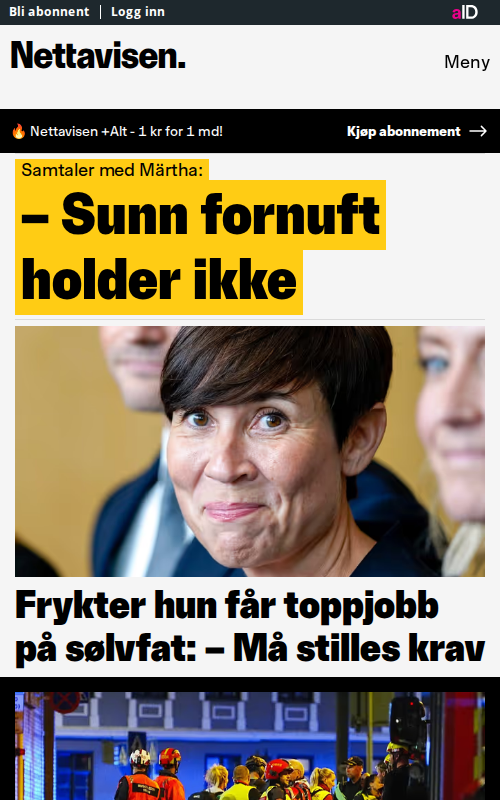 Bli abonnent | Logg inn
aID
Nettavisen.
Meny
🔥 Nettavisen +Alt - 1 kr for 1 md!
Kjøp abonnement →
Samtaler med Märtha:
– Sunn fornuft
holder ikke
Frykter hun får toppjobb
på sølvfat: – Må stilles krav